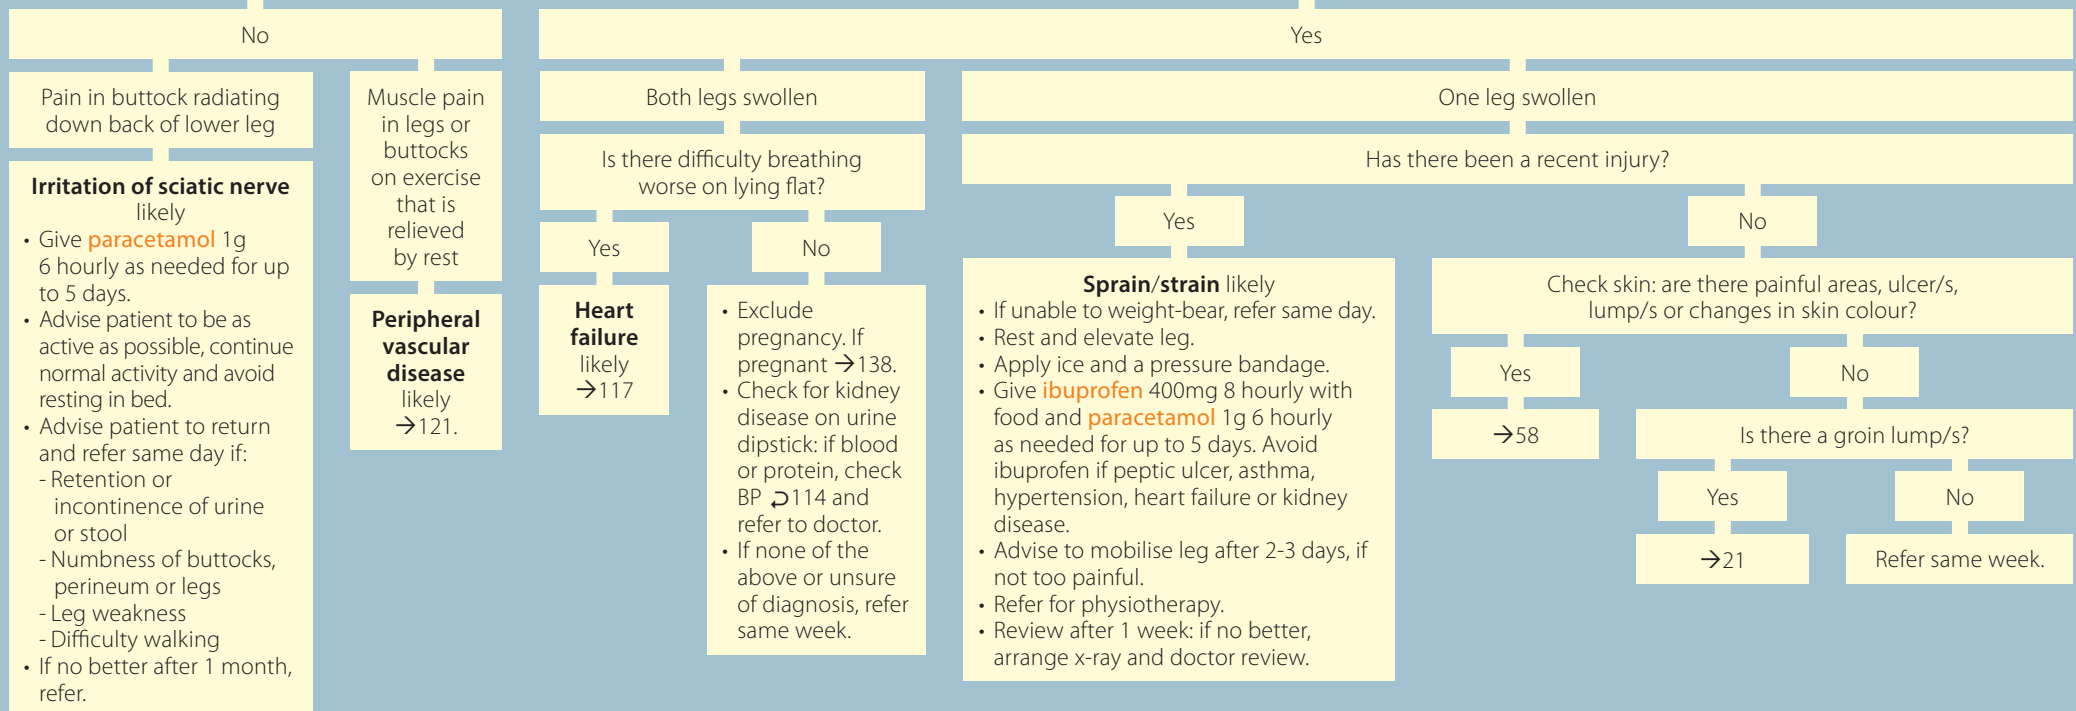 No
Pain in buttock radiating
down back of lower leg
Irritation of sciatic nerve
likely
• Give paracetamol 1g
6 hourly as needed for up
to 5 days.
• Advise patient to be as
active as possible, continue
normal activity and avoid
resting in bed.
• Advise patient to return
and refer same day if:
- Retention or
incontinence of urine
or stool
- Numbness of buttocks,
perineum or legs
- Leg weakness
- Difficulty walking
• If no better after 1 month,
refer.
Muscle pain
in legs or
buttocks
on exercise
that is
relieved
by rest
Peripheral
vascular
disease
likely
→121.
Yes
Both legs swollen
Is there difficulty breathing
worse on lying flat?
Yes
Heart
failure
likely
→117
No
• Exclude
pregnancy. If
pregnant →138.
• Check for kidney
disease on urine
dipstick: if blood
or protein, check
BP ⮌114 and
refer to doctor.
• If none of the
above or unsure
of diagnosis, refer
same week.
One leg swollen
Has there been a recent injury?
Yes
Sprain/strain likely
• If unable to weight-bear, refer same day.
• Rest and elevate leg.
• Apply ice and a pressure bandage.
• Give ibuprofen 400mg 8 hourly with
food and paracetamol 1g 6 hourly
as needed for up to 5 days. Avoid
ibuprofen if peptic ulcer, asthma,
hypertension, heart failure or kidney
disease.
• Advise to mobilise leg after 2-3 days, if
not too painful.
• Refer for physiotherapy.
• Review after 1 week: if no better,
arrange x-ray and doctor review.
No
Check skin: are there painful areas, ulcer/s,
lump/s or changes in skin colour?
Yes
→58
No
Is there a groin lump/s?
Yes
→21
No
Refer same week.